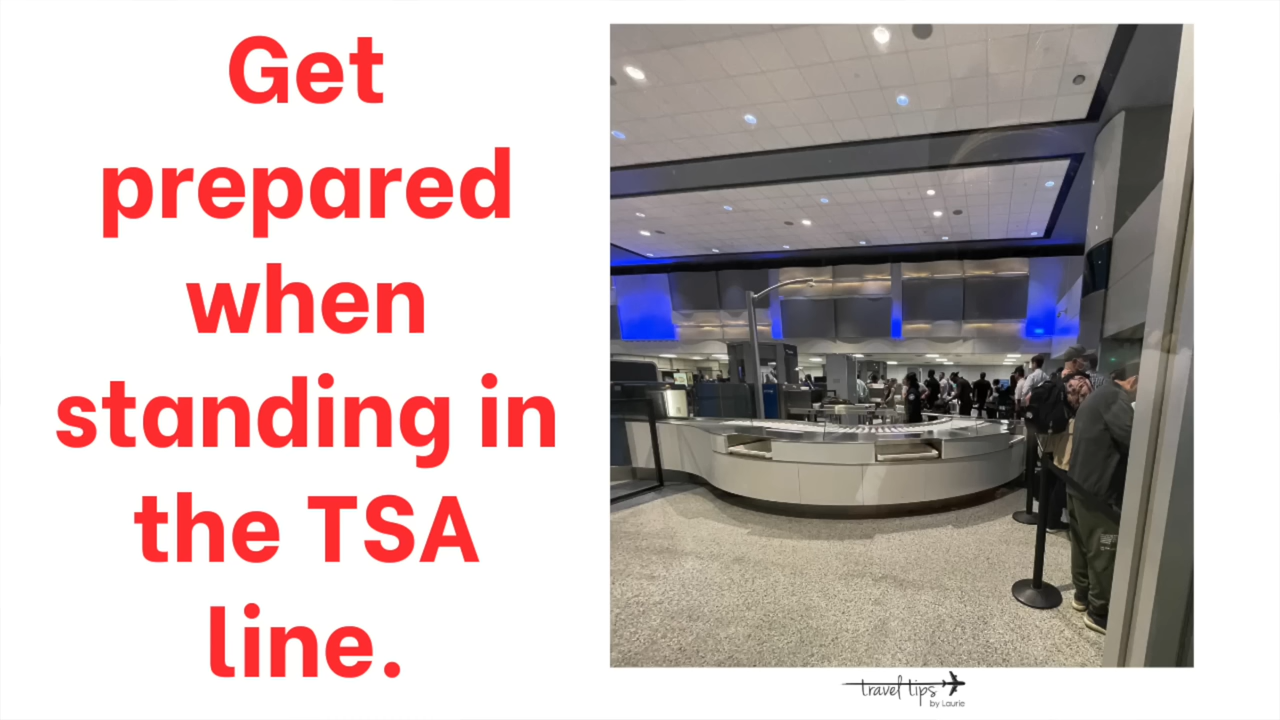 Get
prepared
when
standing in
the TSA
line.
travel tips
by Laurie